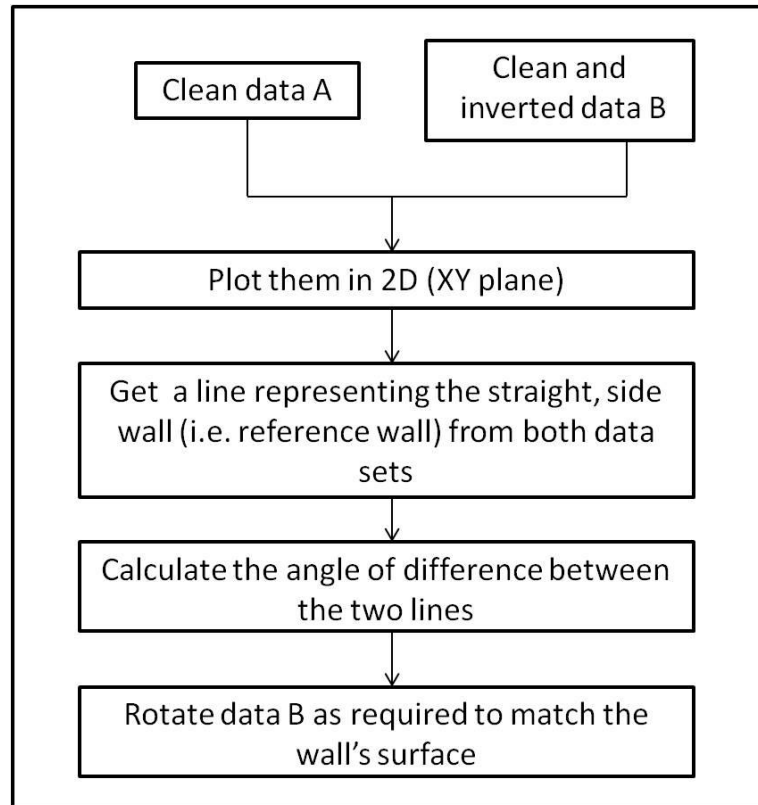 Clean data A
Clean and
inverted data B
Plot them in 2D (XY plane)
Get a line representing the straight, side
wall (i.e. reference wall) from both data
sets
Calculate the angle of difference between
the two lines
Rotate data B as required to match the
wall's surface